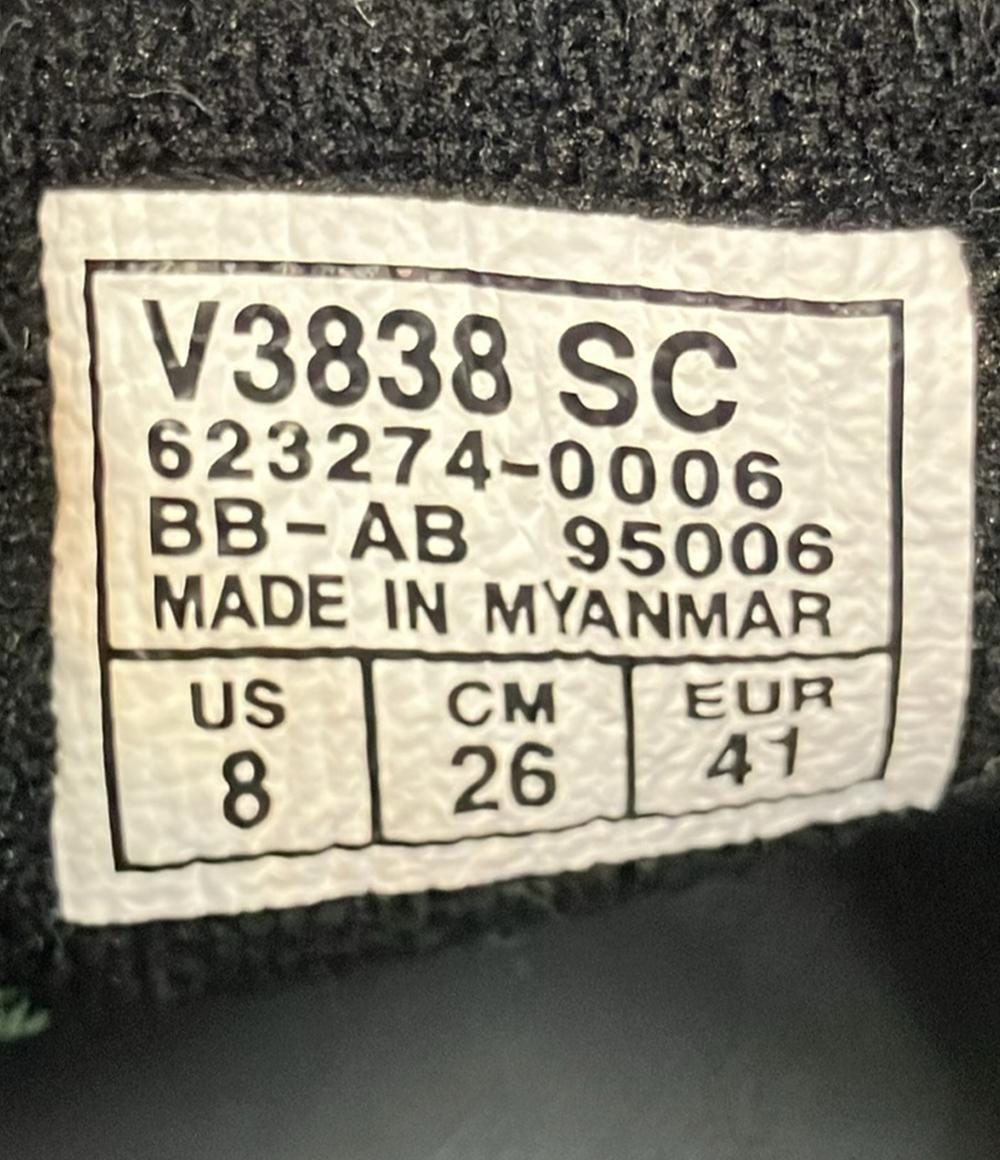 V3838 SC
623274-0006
BB-AB 95006
MADE IN MYANMAR
US CM EUR
8 26 41